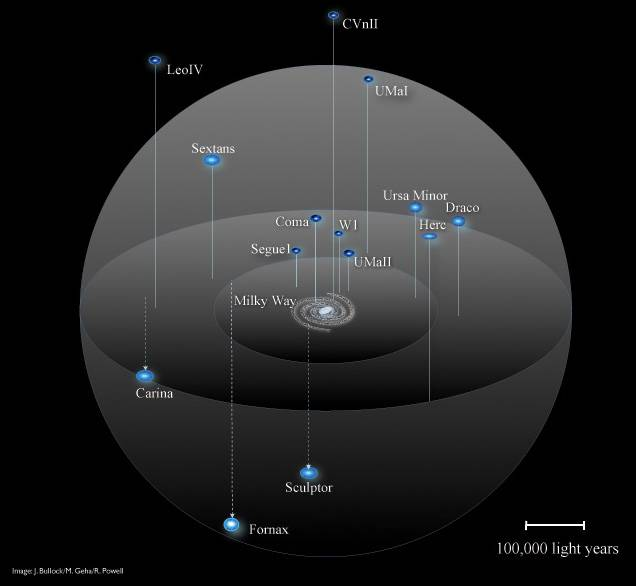 CVnII
LeoIV
UMaI
Sextans
Ursa Minor
Draco
Coma
W1
Herc
Segue1
UMaII
Milky Way
Carina
Sculptor
Fornax
100,000 light years
Image: J. Bullock/M. Geha/R. Powell